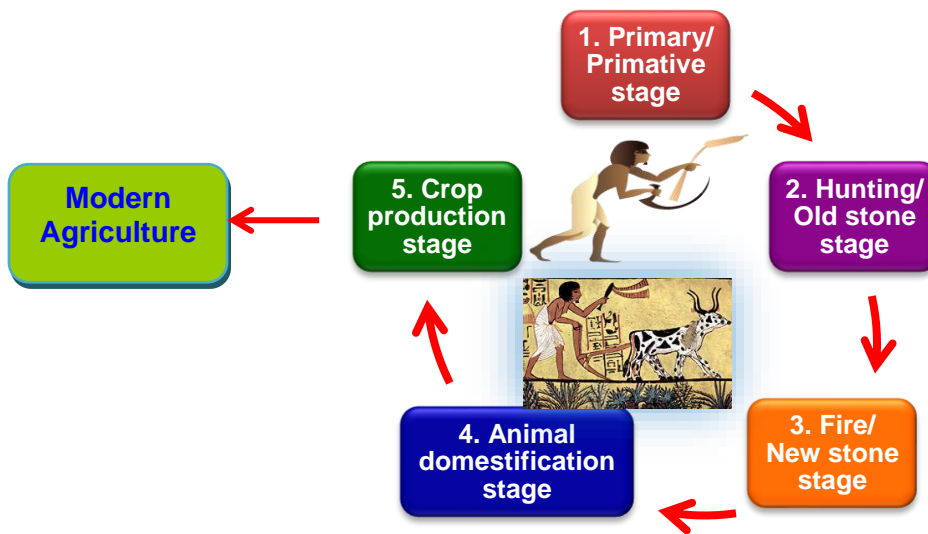 1. Primary/
Primative
stage
2. Hunting/
Old stone
stage
3. Fire/
New stone
stage
4. Animal
domestification
stage
5. Crop
production
stage
Modern
Agriculture